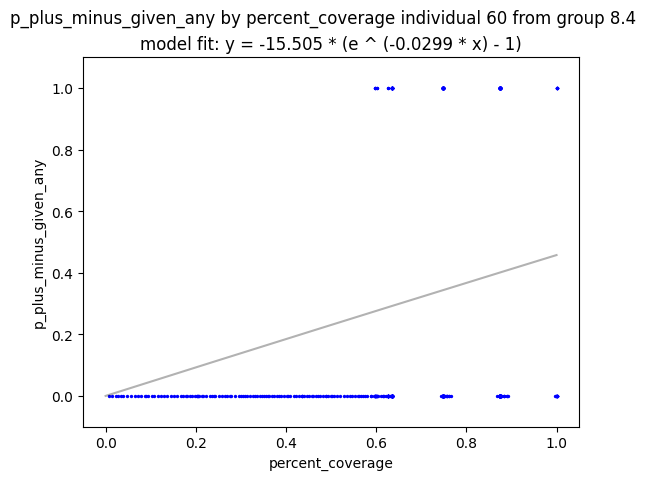 p_plus_minus_given_any by percent_coverage individual 60 from group 8.4
model fit: y = -15.505 * (e ^ (-0.0299 * x) - 1)
p_plus_minus_given_any
1.0
0.8
0.6
0.4
0.2
0.0
0.0 0.2 0.4 0.6 0.8 1.0
percent_coverage